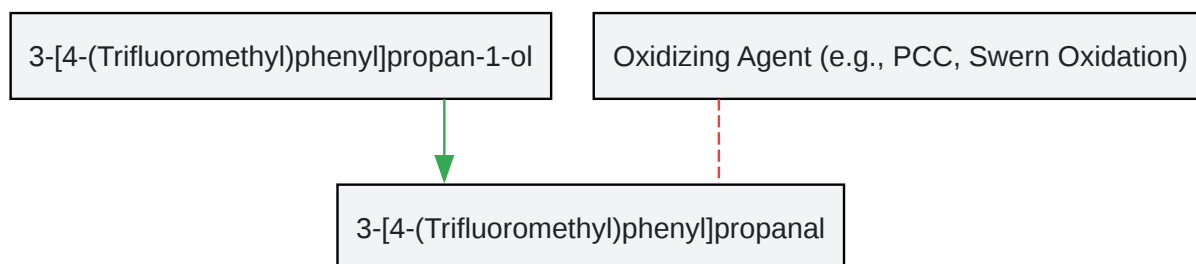 3-[4-(Trifluoromethyl)phenyl]propan-1-ol
Oxidizing Agent (e.g., PCC, Swern Oxidation)
3-[4-(Trifluoromethyl)phenyl]propanal